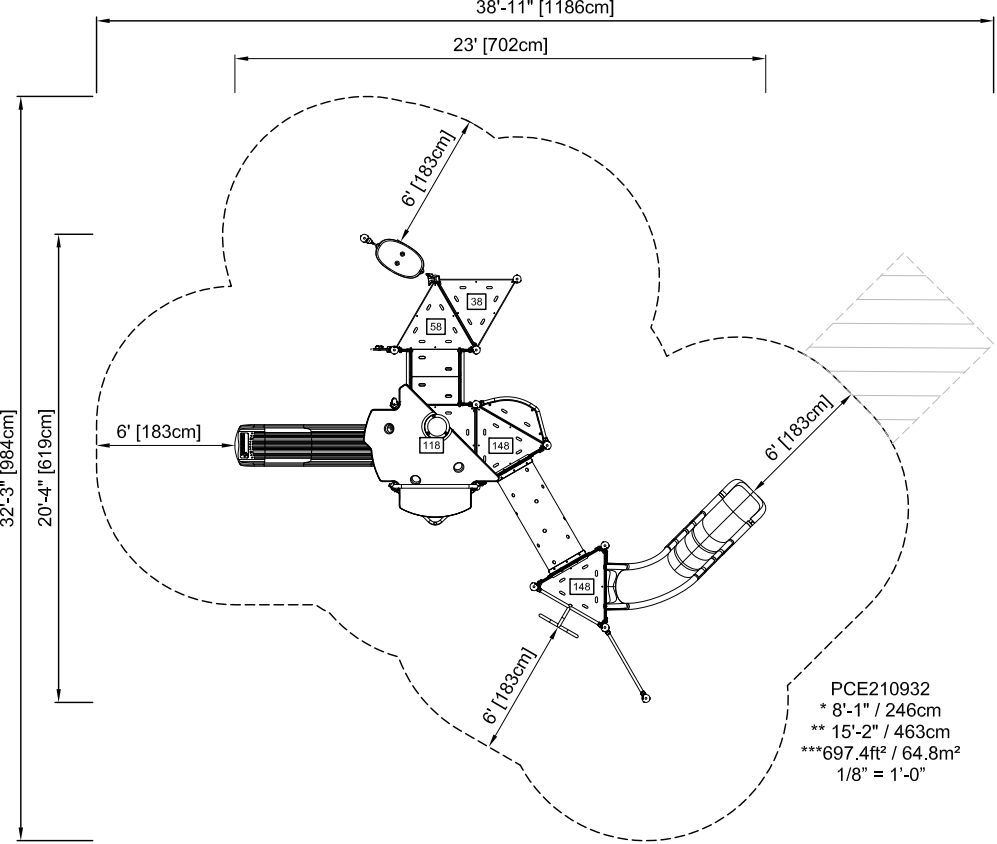 38'-11" [1186cm]
23' [702cm]
6' [183cm]
38
58
32'-3" [984cm]
20'-4" [619cm]
6' [183cm]
118
148
6' [183cm]
148
6' [183cm]
PCE210932
* 8'-1" / 246cm
** 15'-2" / 463cm
***697.4ft² / 64.8m²
1/8” = 1’-0”